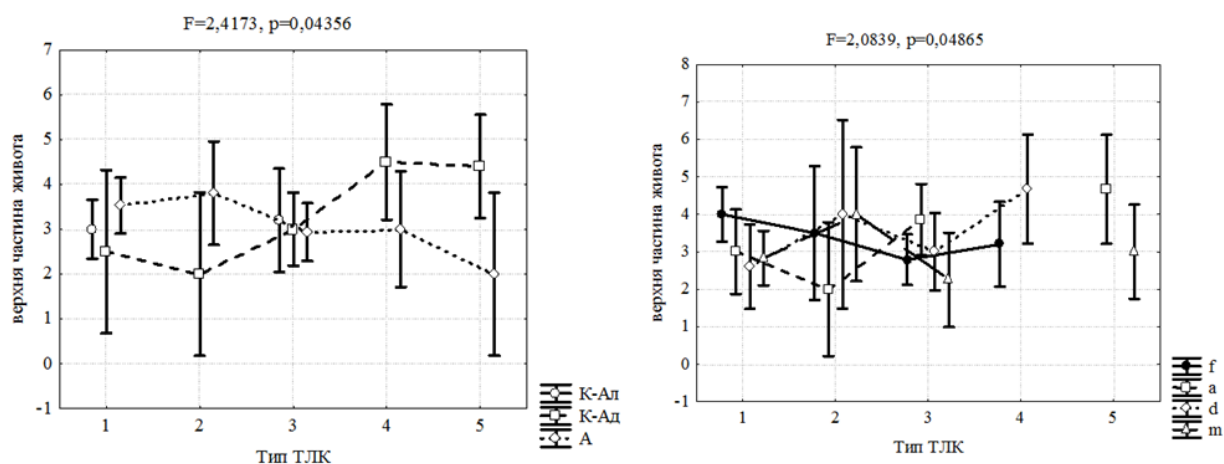 F=2,4173, p=0,04356
7
6
5
4
3
2
1
0
-1
верхня частина живота
1 2 3 4 5
Тип ТЛК
К-Ал
К-Ад
А
F=2,0839, p=0,04865
8
7
6
5
4
3
2
1
0
-1
верхня частина живота
1 2 3 4 5
Тип ТЛК
f
a
d
m